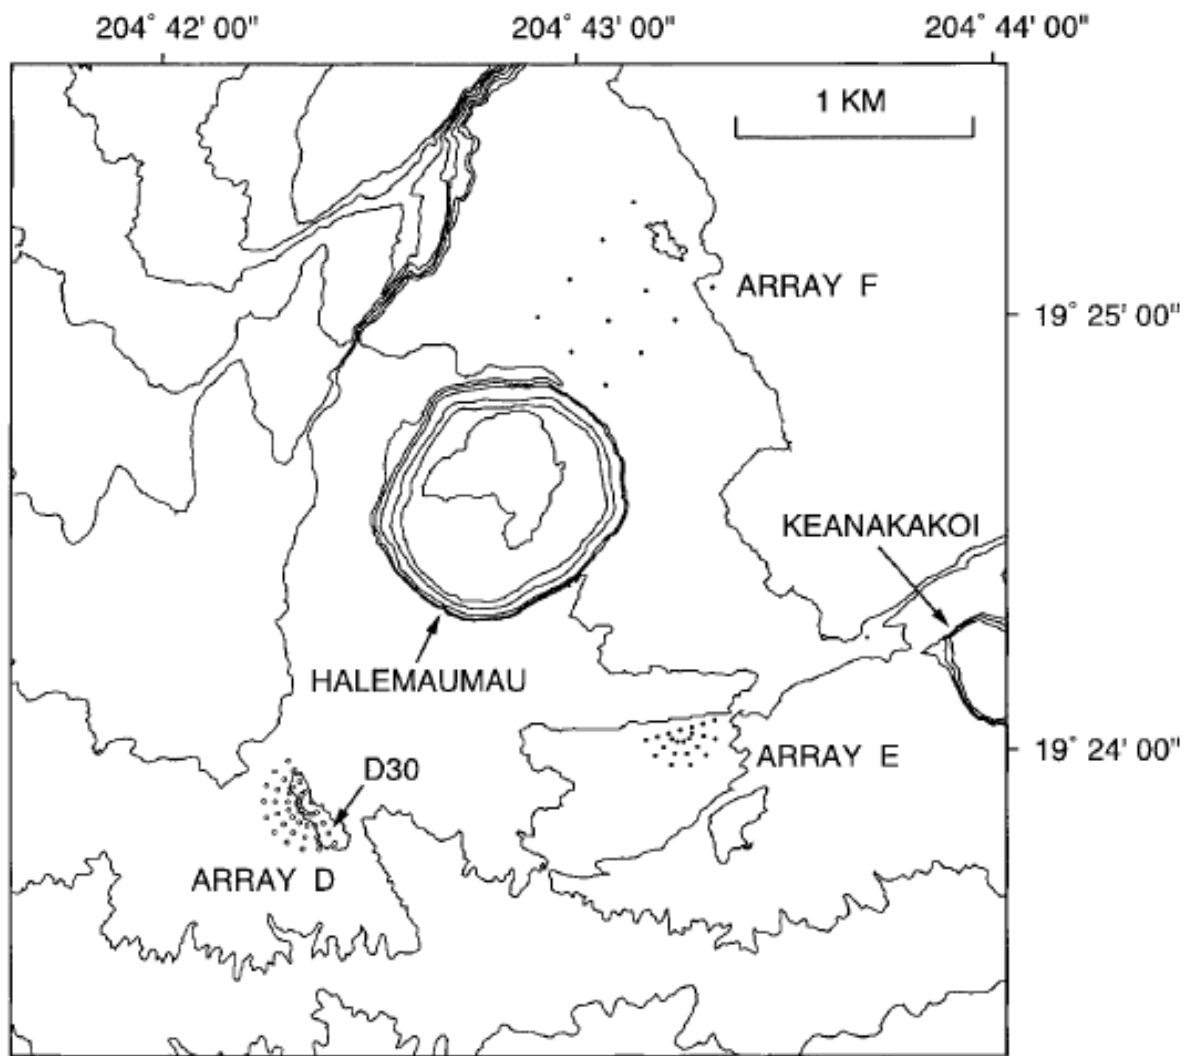 204° 42' 00" 204° 43' 00" 204° 44' 00"
1 KM
ARRAY F
19° 25' 00"
KEANAKAKOI
HALEMAUMAU
ARRAY E
19° 24' 00"
D30
ARRAY D